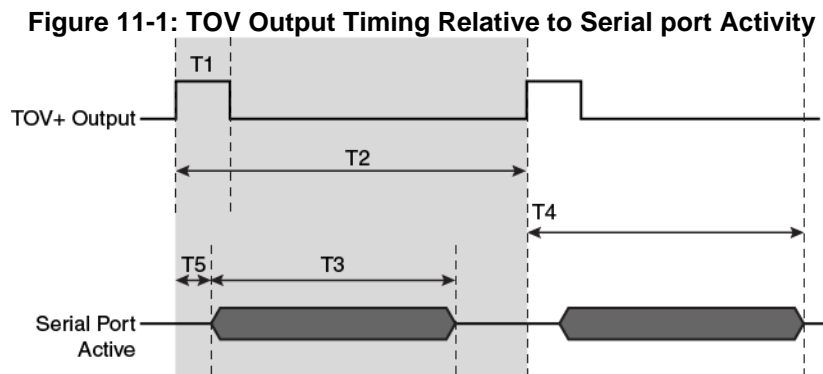 Figure 11-1: TOV Output Timing Relative to Serial port Activity
T1
TOV+ Output
T2
T4
T5
T3
Serial Port
Active